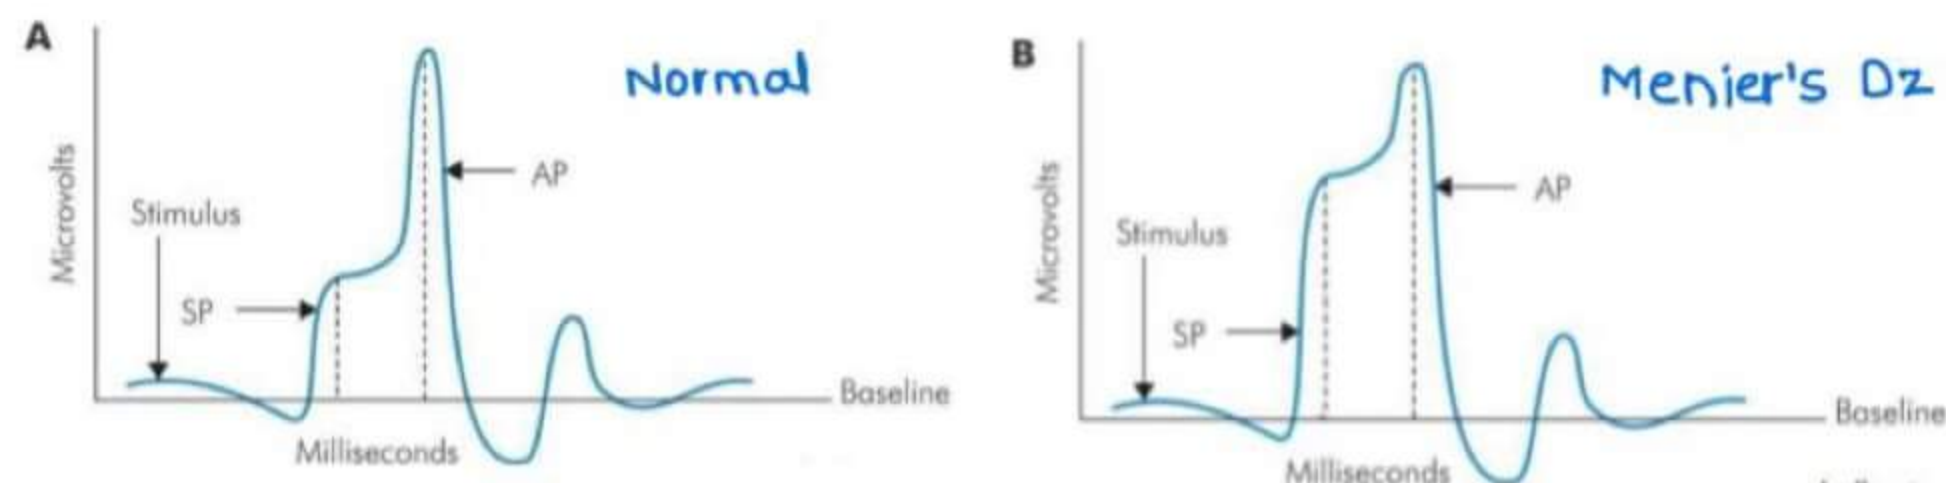 A
Normal
Microvolts
Stimulus
SP
AP
Baseline
Milliseconds
B
Menier's Dz
Microvolts
Stimulus
SP
AP
Baseline
Milliseconds